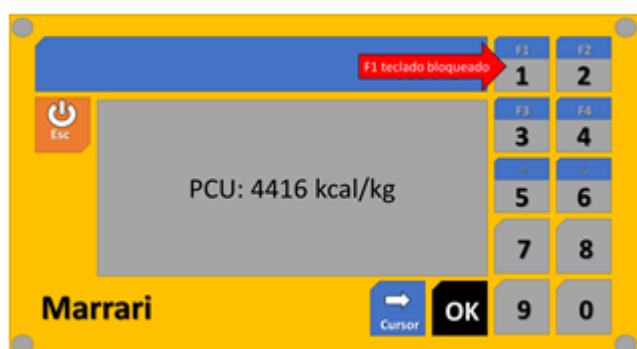 F1 teclado bloqueado
F1 F2
1 2
Esc
F3 F4
3 4
PCU: 4416 kcal/kg
5 6
7 8
Marrari
Cursor
OK
9 0